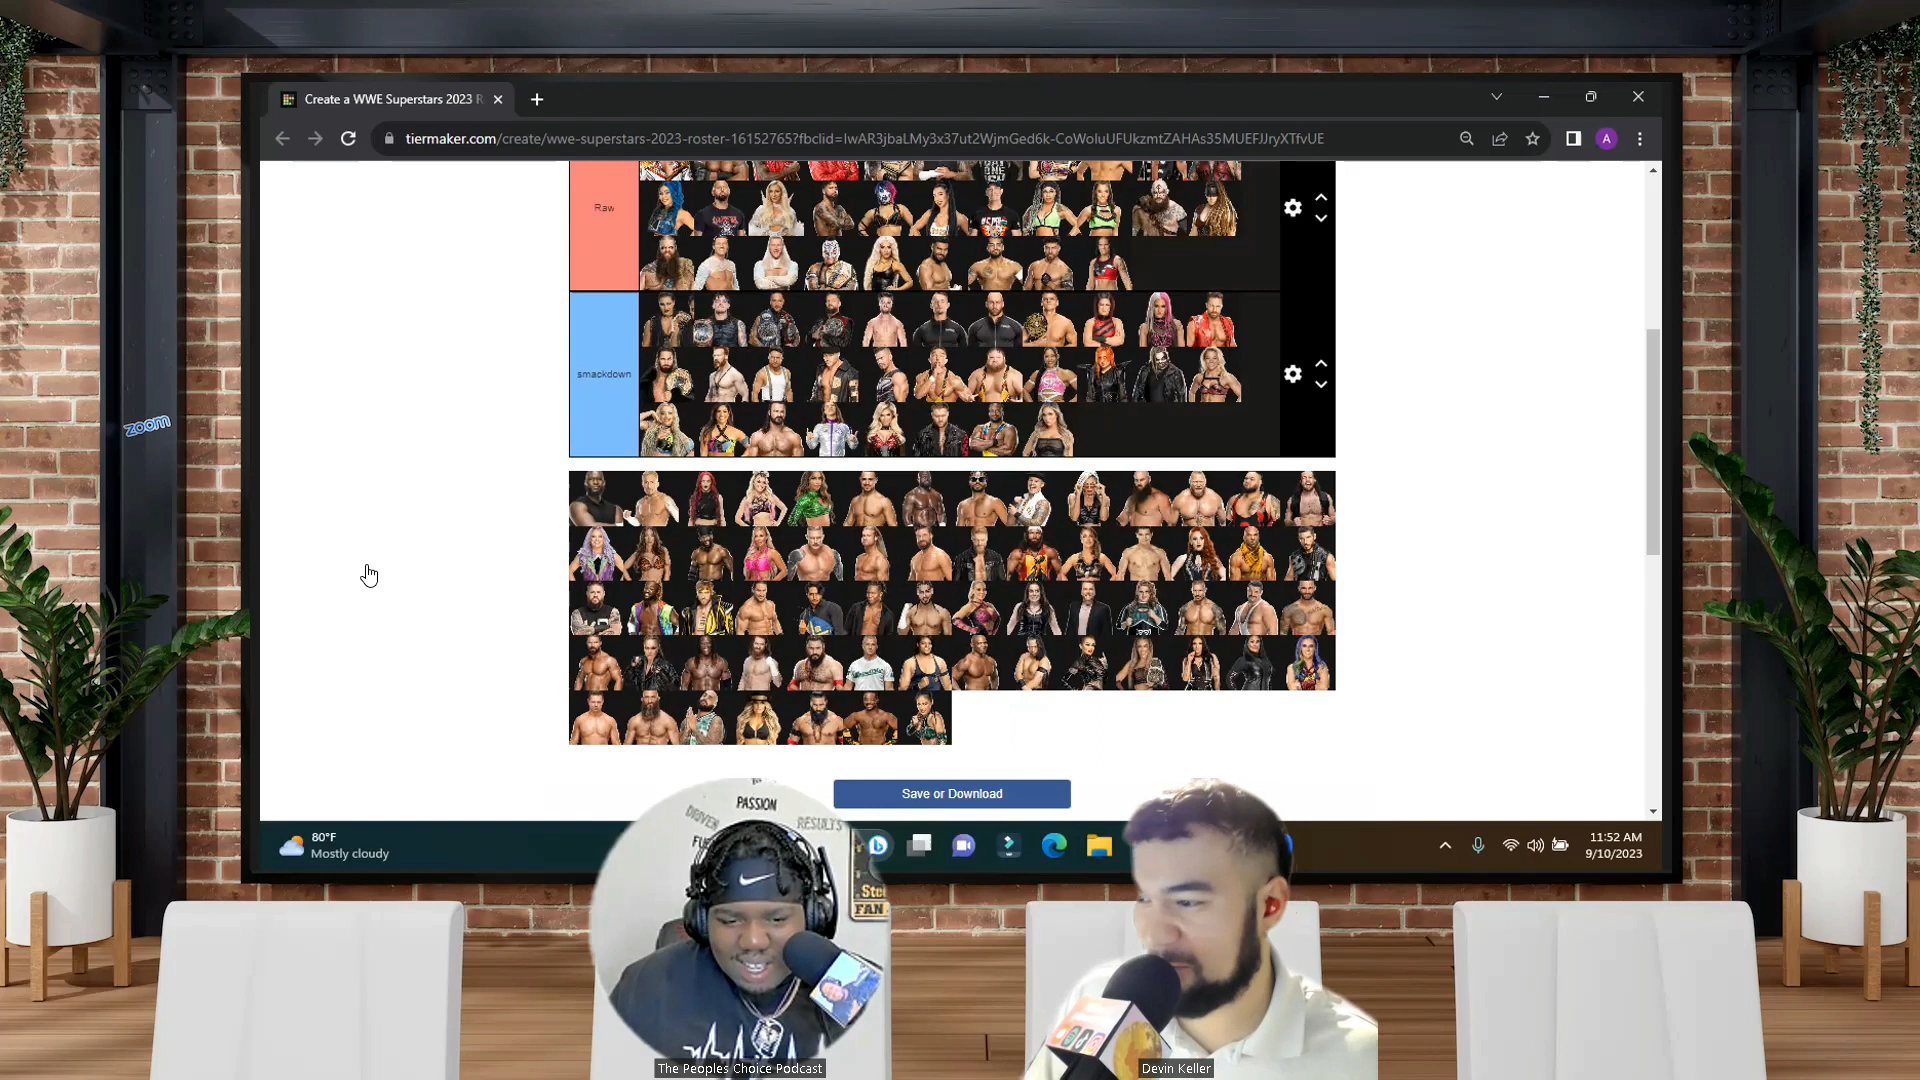 Create a WWE Superstars 2023 R
tiermaker.com/create/wwe-superstars-2023-roster-16152765?fbclid=IwAR3jbaLMy3x37ut2WjmGed6k-CoWoluUFUkzmtZAHAs35MUEFJJryXTfvUE
A
Raw
smackdown
zoom
Save or Download
80°F
Mostly cloudy
11:52 AM
9/10/2023
PASSION
RESULTS
FAN
The Peoples Choice Podcast
Devin Keller